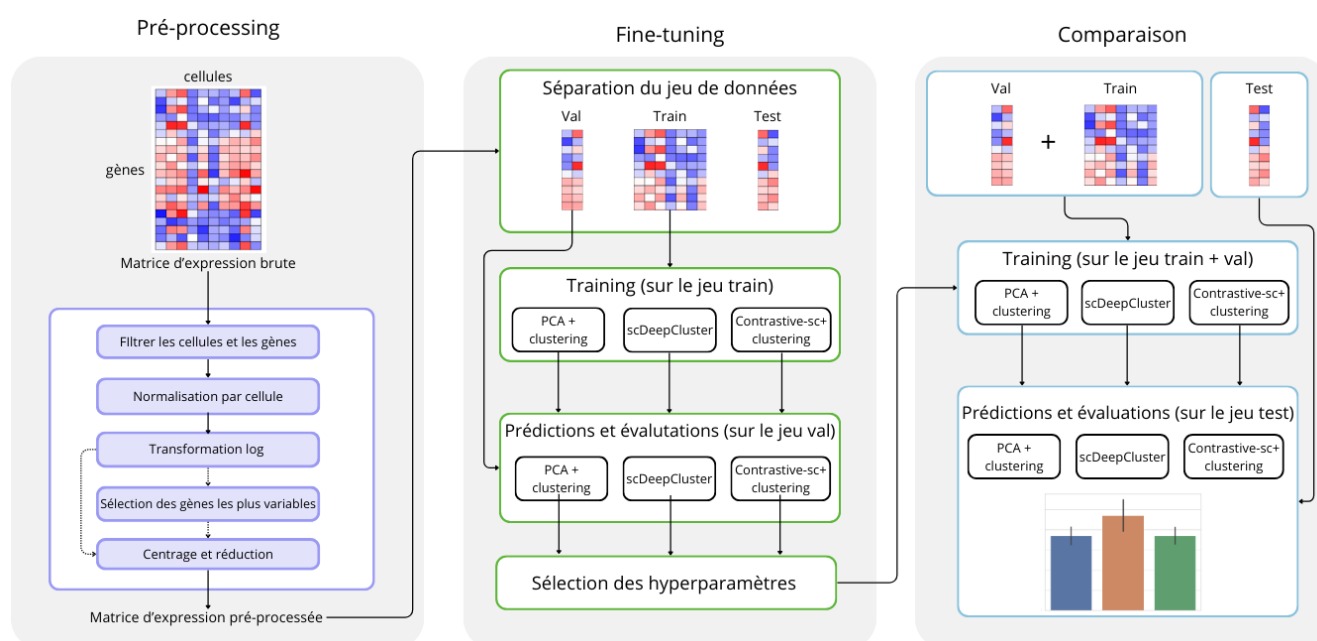 Pré-processing
cellules
gènes
Matrice d’expression brute
FIltrer les cellules et les gènes
Normalisation par cellule
Transformation log
Sélection des gènes les plus variables
Centrage et réduction
Matrice d’expression pré-processée
Fine-tuning
Séparation du jeu de données
Val
Train
Test
Training (sur le jeu train)
PCA +
clustering
scDeepCluster
Contrastive-sc+
clustering
Prédictions et évalutations (sur le jeu val)
PCA +
clustering
scDeepCluster
Contrastive-sc+
clustering
Sélection des hyperparamètres
Comparaison
Val
+
Train
Test
Training (sur le jeu train + val)
PCA +
clustering
scDeepCluster
Contrastive-sc+
clustering
Prédictions et évaluations (sur le jeu test)
PCA +
clustering
scDeepCluster
Contrastive-sc+
clustering